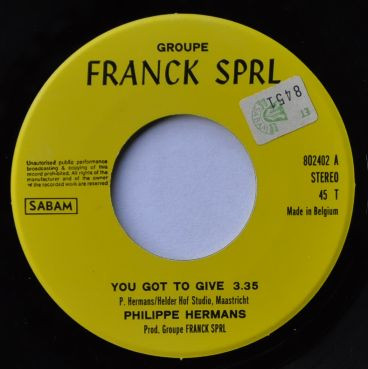 GROUPE
FRANCK SPRL
8451
EI
Unautorised public performance
broadcasting & copying of this
record prohibited. All rights of the
manufacturer and of the owner
of the recorded work are reserved
SABAM
802402 A
STEREO
45 T
Made in Belgium
YOU GOT TO GIVE 3.35
P. Hermans/Helder Hof Studio, Maastricht
PHILIPPE HERMANS
Prod. Groupe FRANCK SPRL